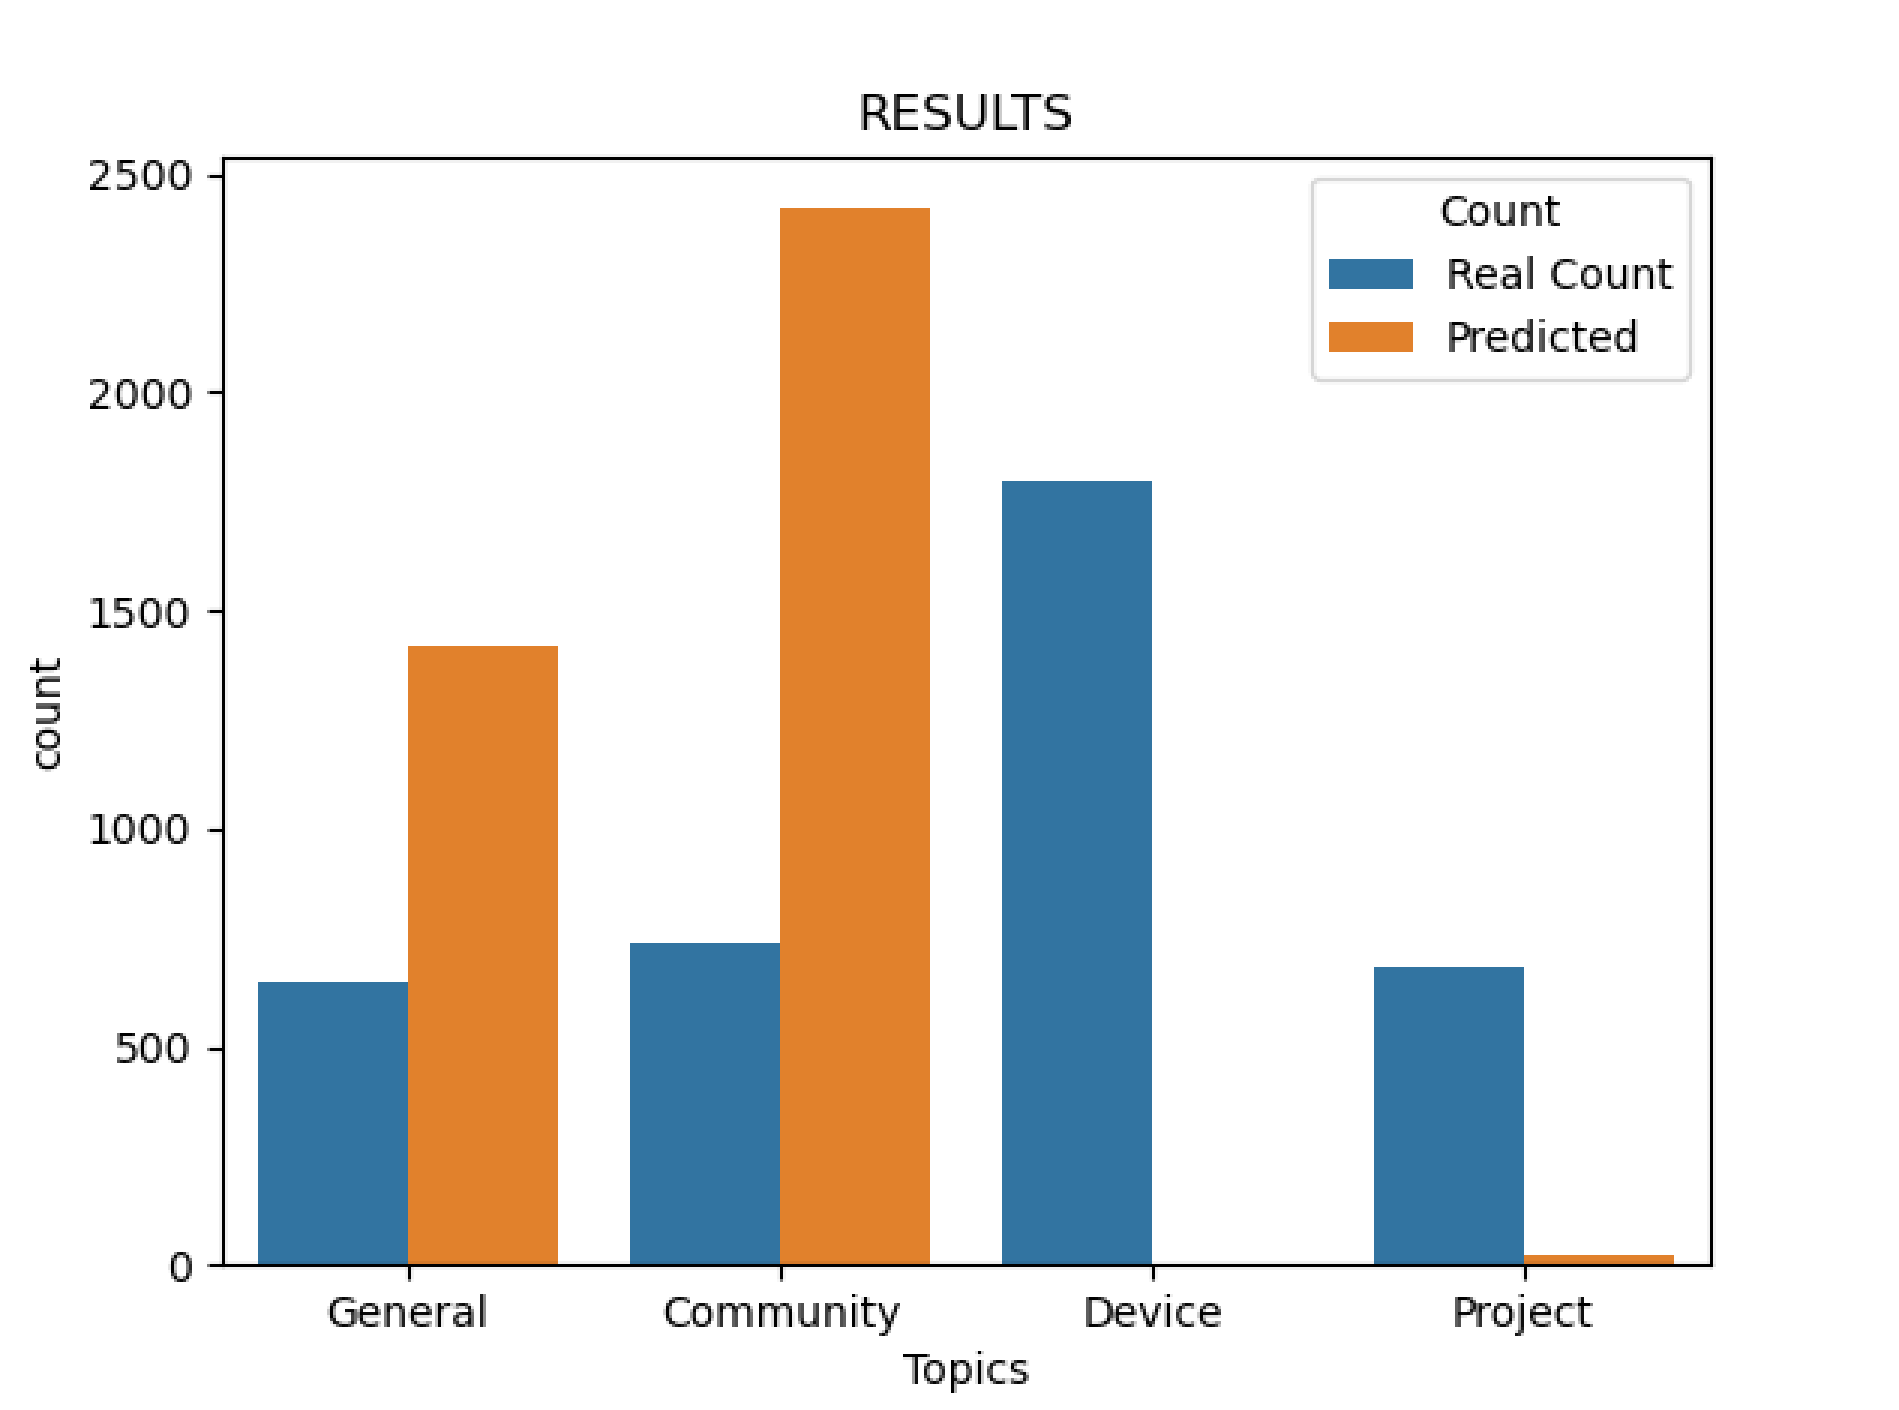 RESULTS
2500
2000
1500
1000
500
0
count
Count
Real Count
Predicted
General
Community
Device
Project
Topics